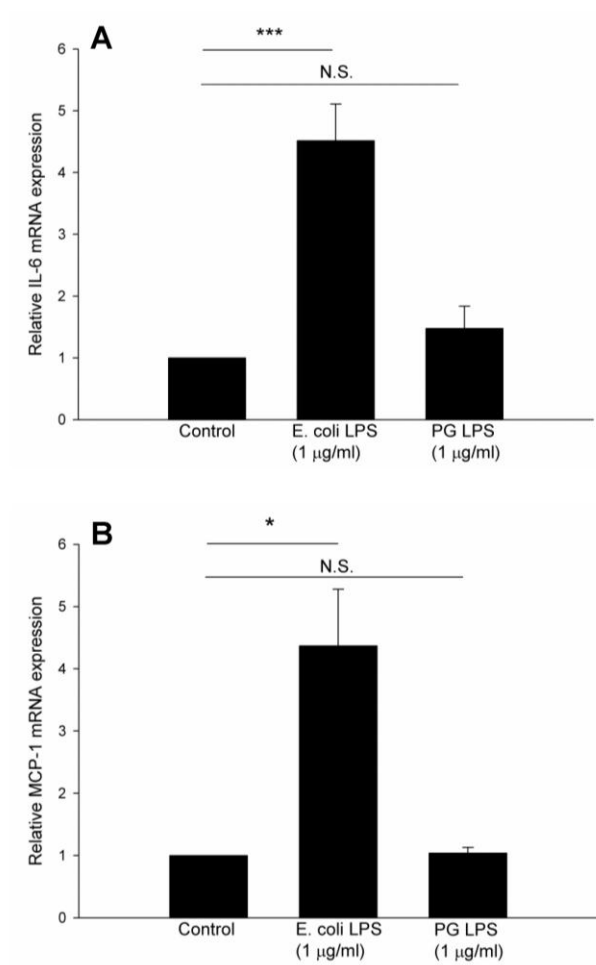 A
***
N.S.
6
5
4
3
2
1
0
Relative IL-6 mRNA expression
Control
E. coli LPS
(1 μg/ml)
PG LPS
(1 μg/ml)
B
*
N.S.
6
5
4
3
2
1
0
Relative MCP-1 mRNA expression
Control
E. coli LPS
(1 μg/ml)
PG LPS
(1 μg/ml)